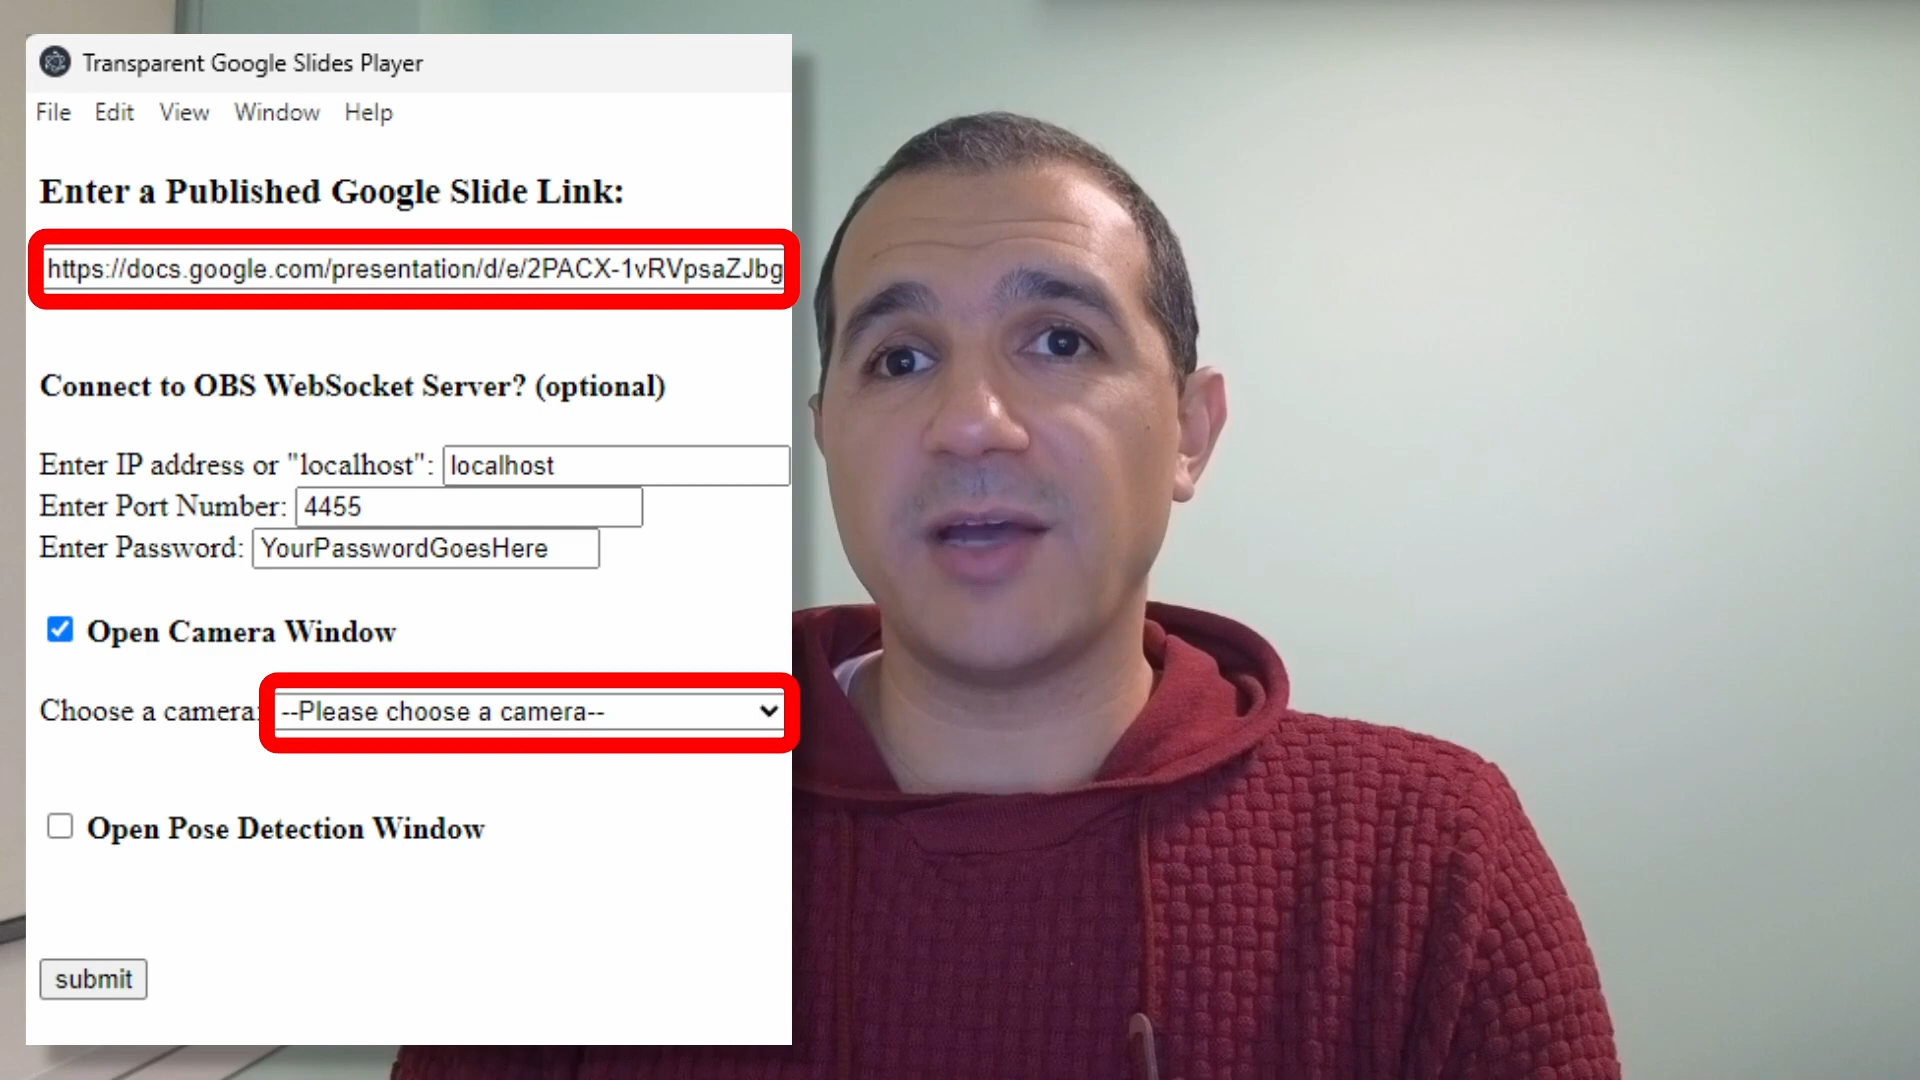 Transparent Google Slides Player
File Edit View Window Help
Enter a Published Google Slide Link:
https://docs.google.com/presentation/d/e/2PACX-1vRVpsaZJbg
Connect to OBS WebSocket Server? (optional)
Enter IP address or "localhost": localhost
Enter Port Number: 4455
Enter Password: YourPasswordGoesHere
Open Camera Window
Choose a camera: --Please choose a camera--
Open Pose Detection Window
submit